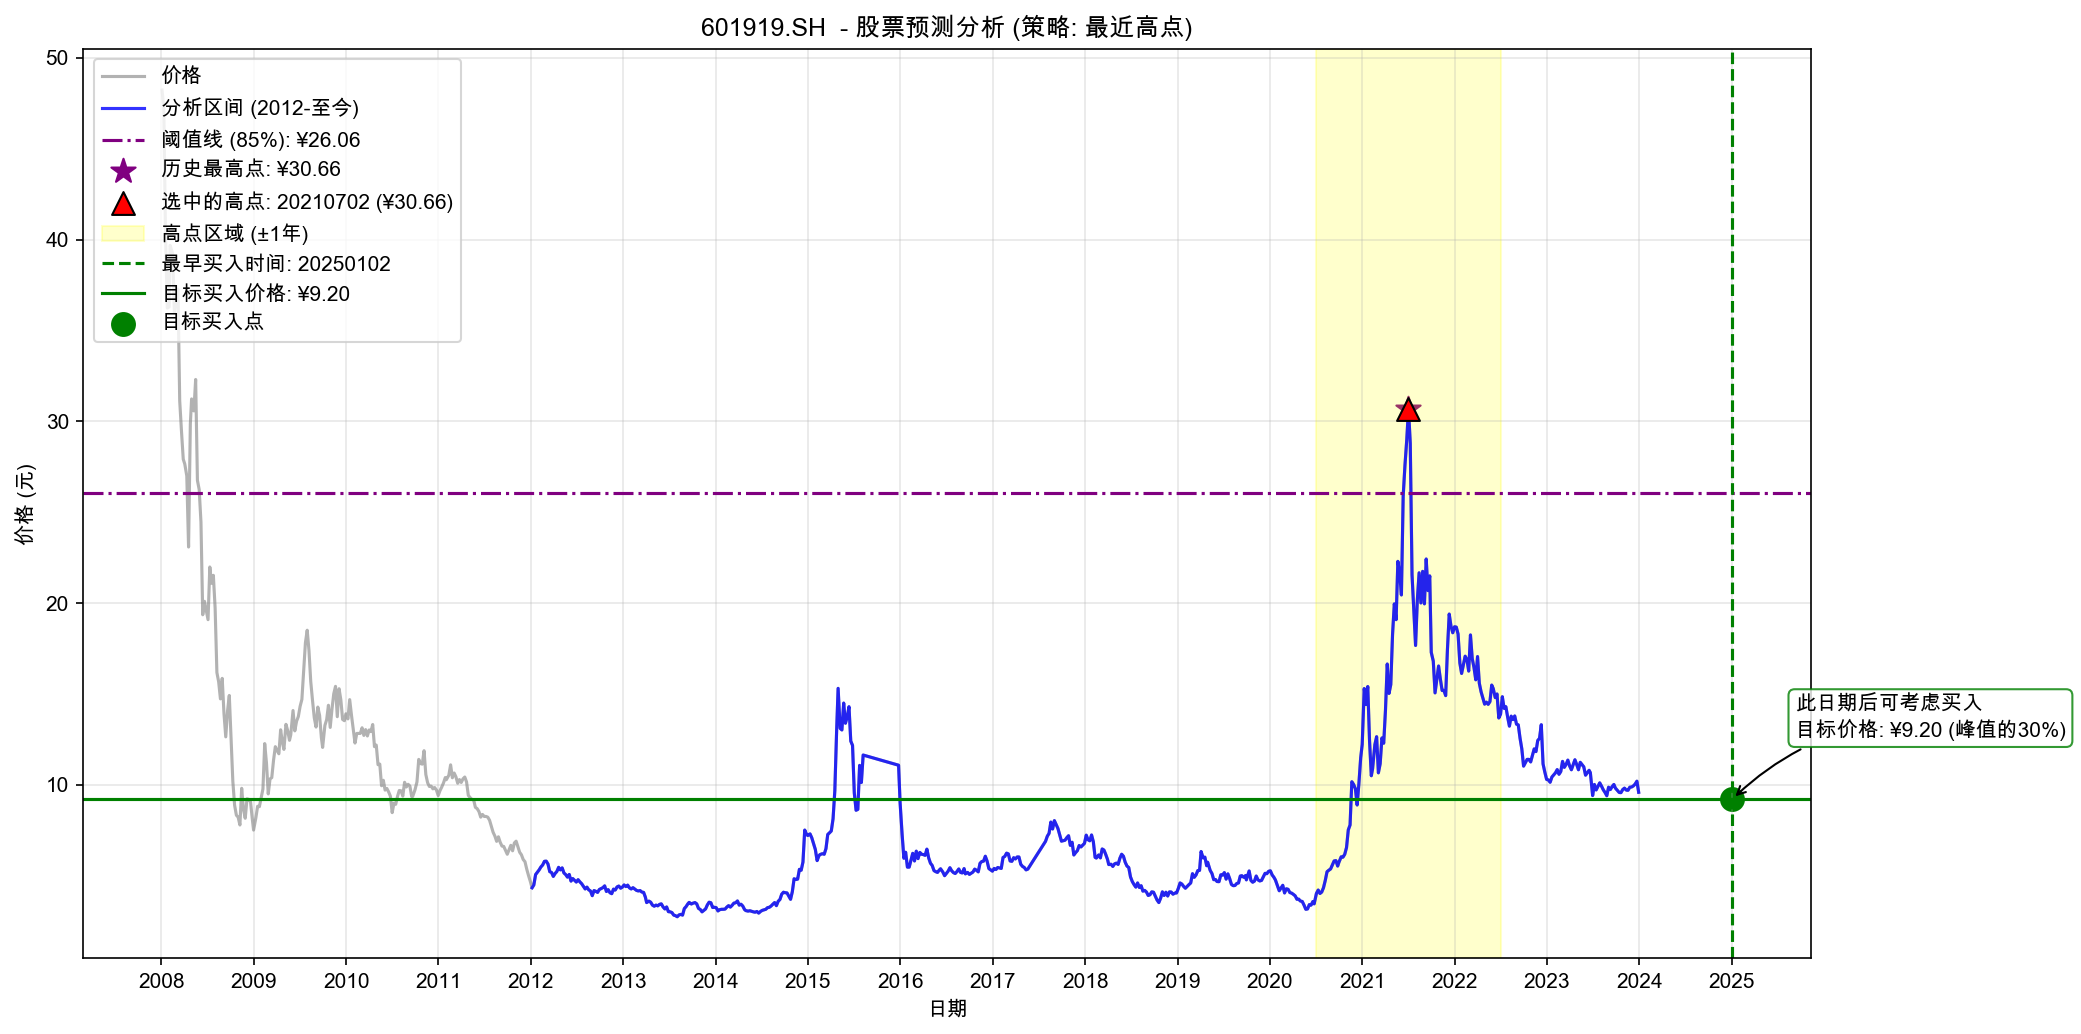 601919.SH - 股票预测分析 (策略: 最近高点)
价格
分析区间 (2012-至今)
阈值线 (85%): ¥26.06
历史最高点: ¥30.66
选中的高点: 20210702 (¥30.66)
高点区域 (±1年)
最早买入时间: 20250102
目标买入价格: ¥9.20
目标买入点
50
40
30
20
10
价格 (元)
此日期后可考虑买入
目标价格: ¥9.20 (峰值的30%)
2008 2009 2010 2011 2012 2013 2014 2015 2016 2017 2018 2019 2020 2021 2022 2023 2024 2025
日期